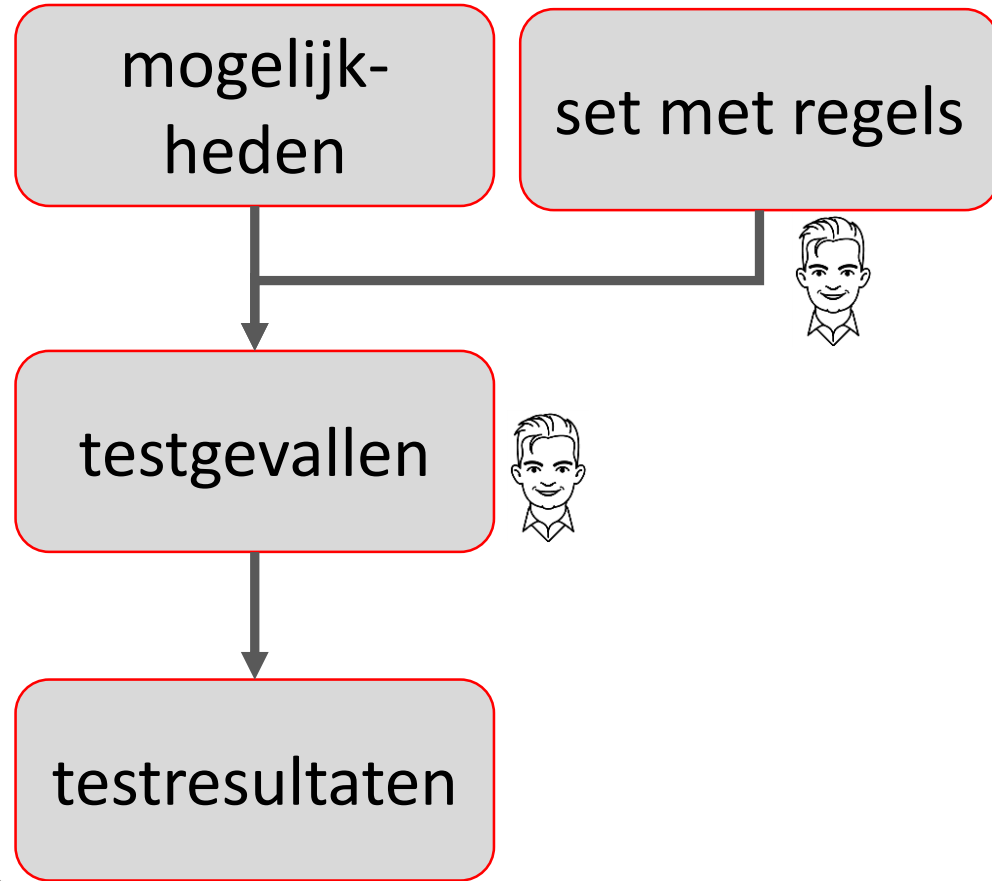 mogelijk-
heden
set met regels
testgevallen
testresultaten